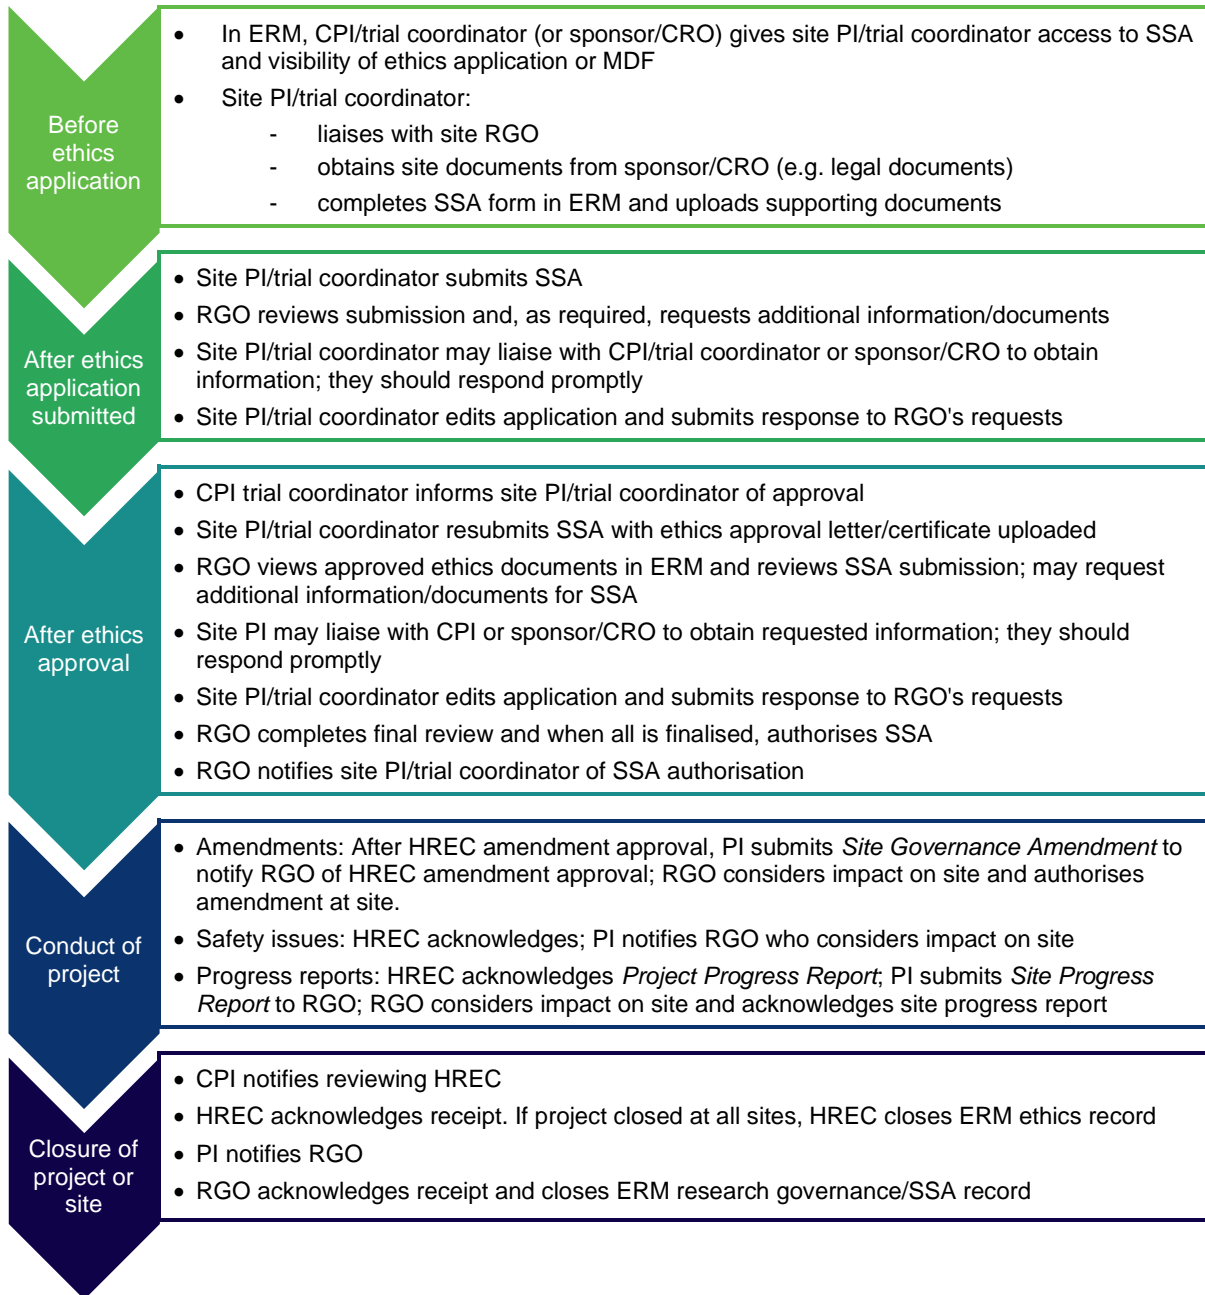 Before
ethics
application
• In ERM, CPI/trial coordinator (or sponsor/CRO) gives site PI/trial coordinator access to SSA
and visibility of ethics application or MDF
• Site PI/trial coordinator:
- liaises with site RGO
- obtains site documents from sponsor/CRO (e.g. legal documents)
- completes SSA form in ERM and uploads supporting documents
After ethics
application
submitted
• Site PI/trial coordinator submits SSA
• RGO reviews submission and, as required, requests additional information/documents
• Site PI/trial coordinator may liaise with CPI/trial coordinator or sponsor/CRO to obtain
information; they should respond promptly
• Site PI/trial coordinator edits application and submits response to RGO's requests
After ethics
approval
• CPI trial coordinator informs site PI/trial coordinator of approval
• Site PI/trial coordinator resubmits SSA with ethics approval letter/certificate uploaded
• RGO views approved ethics documents in ERM and reviews SSA submission; may request
additional information/documents for SSA
• Site PI may liaise with CPI or sponsor/CRO to obtain requested information; they should
respond promptly
• Site PI/trial coordinator edits application and submits response to RGO's requests
• RGO completes final review and when all is finalised, authorises SSA
• RGO notifies site PI/trial coordinator of SSA authorisation
Conduct of
project
• Amendments: After HREC amendment approval, PI submits Site Governance Amendment to
notify RGO of HREC amendment approval; RGO considers impact on site and authorises
amendment at site.
• Safety issues: HREC acknowledges; PI notifies RGO who considers impact on site
• Progress reports: HREC acknowledges Project Progress Report; PI submits Site Progress
Report to RGO; RGO considers impact on site and acknowledges site progress report
Closure of
project or
site
• CPI notifies reviewing HREC
• HREC acknowledges receipt. If project closed at all sites, HREC closes ERM ethics record
• PI notifies RGO
• RGO acknowledges receipt and closes ERM research governance/SSA record